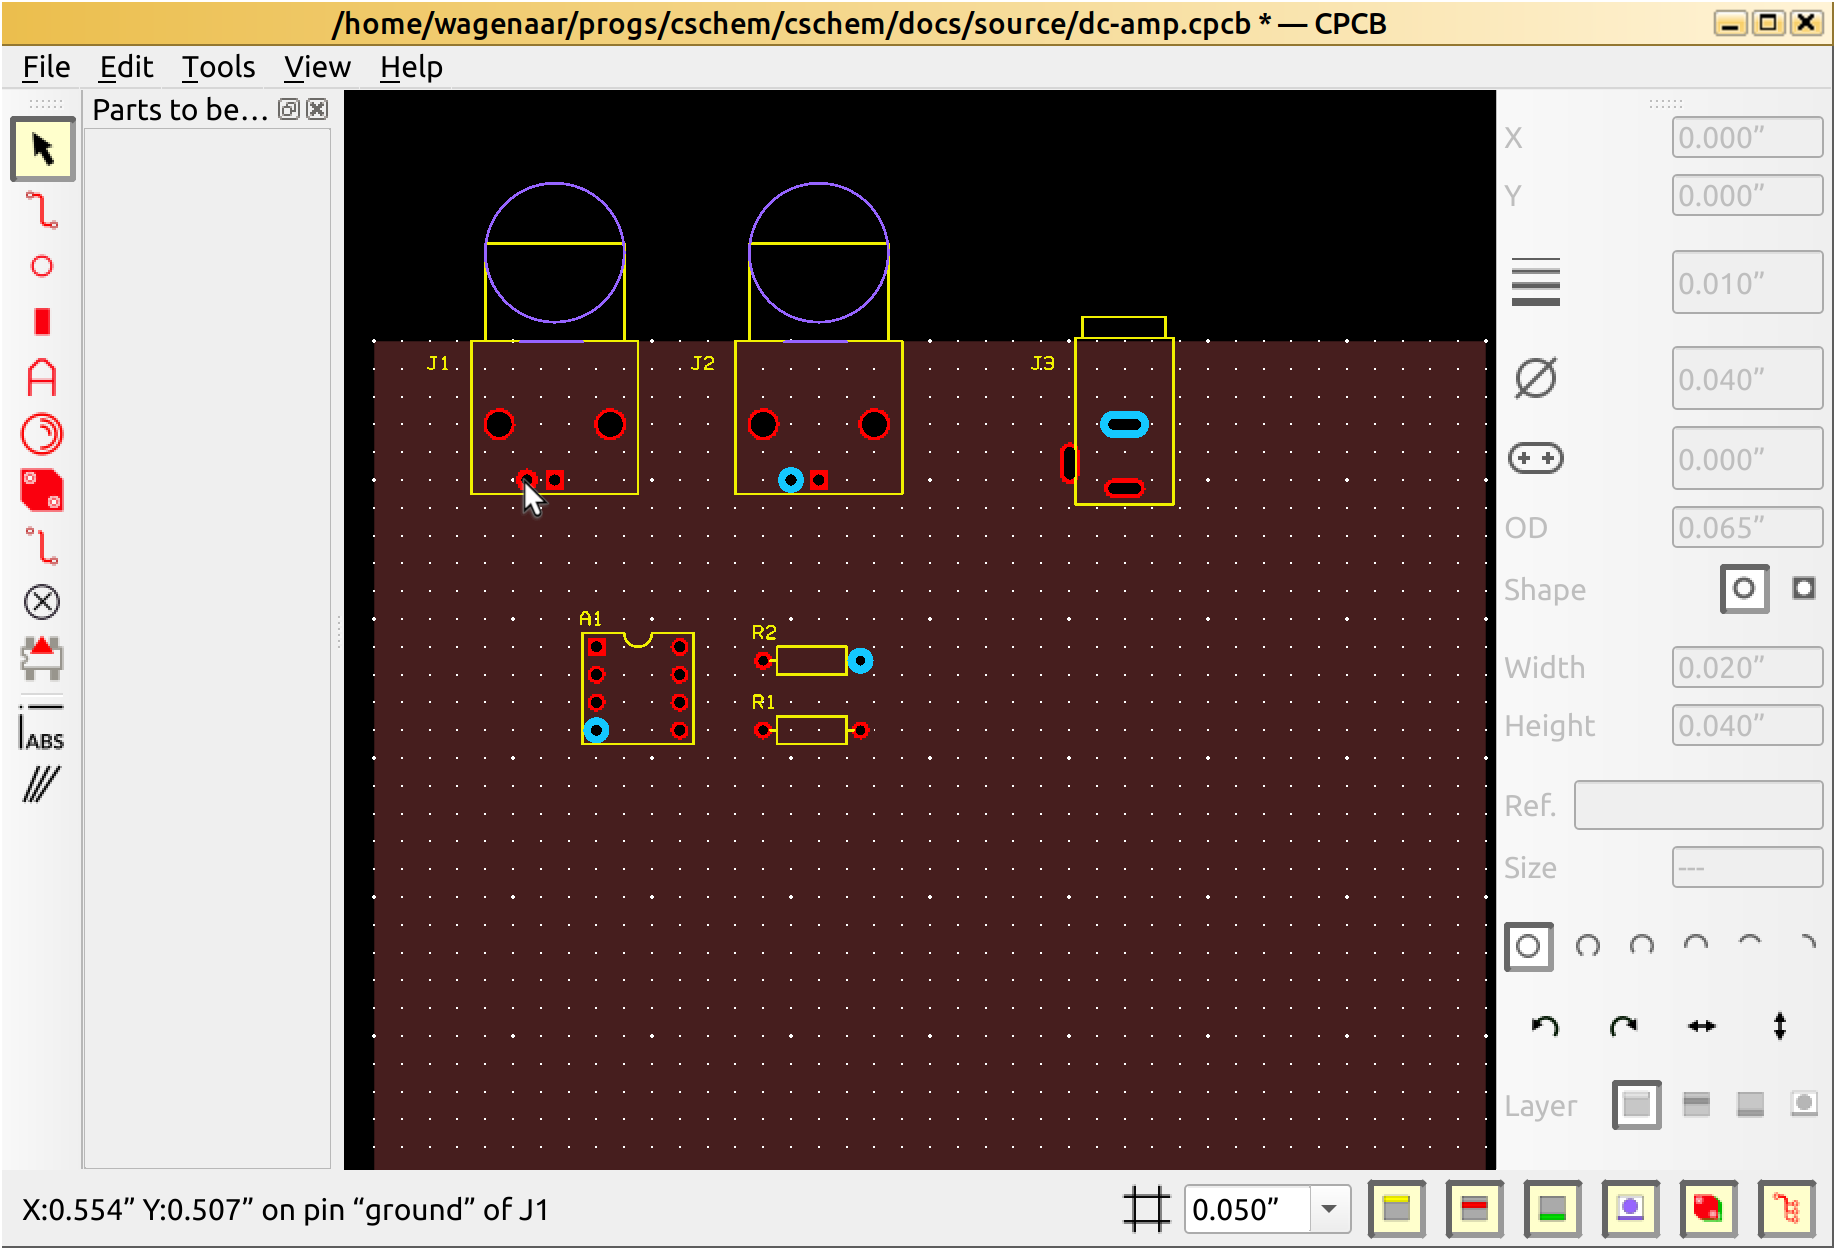 /home/wagenaar/progs/cschem/cschem/docs/source/dc-amp.cpcb * — CPCB
File Edit Tools View Help
Parts to be...
X 0.000”
Y 0.000”
0.010”
J1 J2 J3
0.040”
0.000”
OD 0.065”
Shape
A1
R2
Width 0.020”
R1
Height 0.040”
ABS
Ref.
Size ---
Layer
X:0.554” Y:0.507” on pin “ground” of J1
0.050”